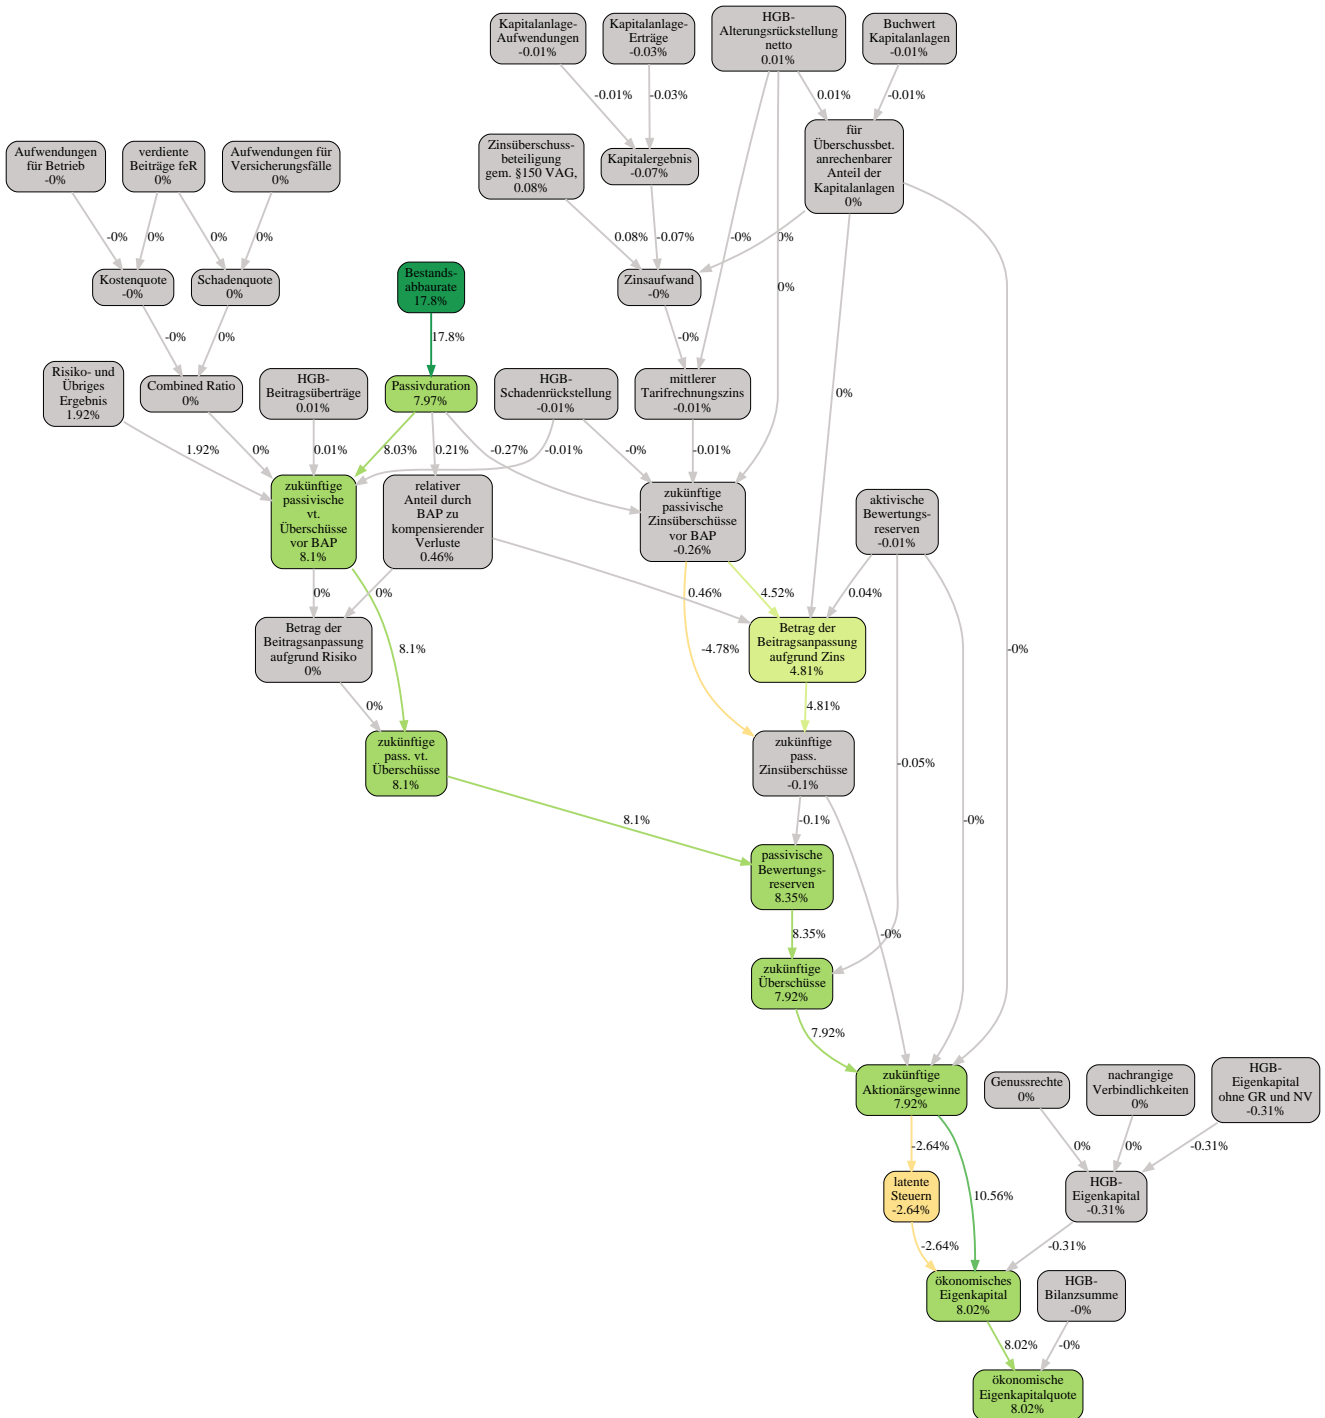 Kapitalanlage-
Aufwendungen
-0.01%
Kapitalanlage-
Erträge
-0.03%
HGB-
Alterungsrückstellung
netto
0.01%
Buchwert
Kapitalanlagen
-0.01%
-0.01%
-0.03%
0.01%
-0.01%
Aufwendungen
für Betrieb
-0%
verdiente
Beiträge feR
0%
Aufwendungen für
Versicherungsfälle
0%
Zinsüberschuss-
beteiligung
gem. §150 VAG,
0.08%
Kapitalergebnis
-0.07%
für
Überschussbet.
anrechenbarer
Anteil der
Kapitalanlagen
0%
-0%
0%
0%
0%
0.08%
-0.07%
-0%
0%
0%
Kostenquote
-0%
Schadenquote
0%
Bestands-
abbaurate
17.8%
Zinsaufwand
-0%
0%
-0%
0%
17.8%
-0%
Risiko- und
Übriges
Ergebnis
1.92%
Combined Ratio
0%
HGB-
Beitragsüberträge
0.01%
Passivduration
7.97%
HGB-
Schadenrückstellung
-0.01%
mittlerer
Tarifrechnungszins
-0.01%
0%
1.92%
0%
0.01%
8.03%
0.21%
-0.27%
-0.01%
-0%
-0.01%
zukünftige
passivische
vt.
Überschüsse
vor BAP
8.1%
relativer
Anteil durch
BAP zu
kompensierender
Verluste
0.46%
zukünftige
passivische
Zinsüberschüsse
vor BAP
-0.26%
aktivische
Bewertungs-
reserven
-0.01%
0%
0%
0.46%
4.52%
0.04%
Betrag der
Beitragsanpassung
aufgrund Risiko
0%
8.1%
-4.78%
Betrag der
Beitragsanpassung
aufgrund Zins
4.81%
-0%
0%
4.81%
zukünftige
pass. vt.
Überschüsse
8.1%
zukünftige
pass.
Zinsüberschüsse
-0.1%
-0.05%
8.1%
-0.1%
-0%
passivische
Bewertungs-
reserven
8.35%
8.35%
-0%
zukünftige
Überschüsse
7.92%
7.92%
zukünftige
Aktionärsgewinne
7.92%
Genussrechte
0%
nachrangige
Verbindlichkeiten
0%
HGB-
Eigenkapital
ohne GR und NV
-0.31%
-2.64%
0%
0%
-0.31%
latente
Steuern
-2.64%
10.56%
HGB-
Eigenkapital
-0.31%
-2.64%
-0.31%
ökonomisches
Eigenkapital
8.02%
HGB-
Bilanzsumme
-0%
8.02%
-0%
ökonomische
Eigenkapitalquote
8.02%